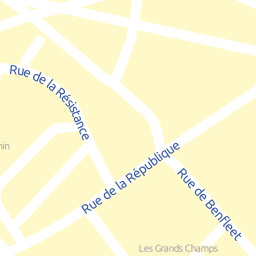 Rue de la Résistance
Rue de la République
Rue de Benfleet
Les Grands Champs